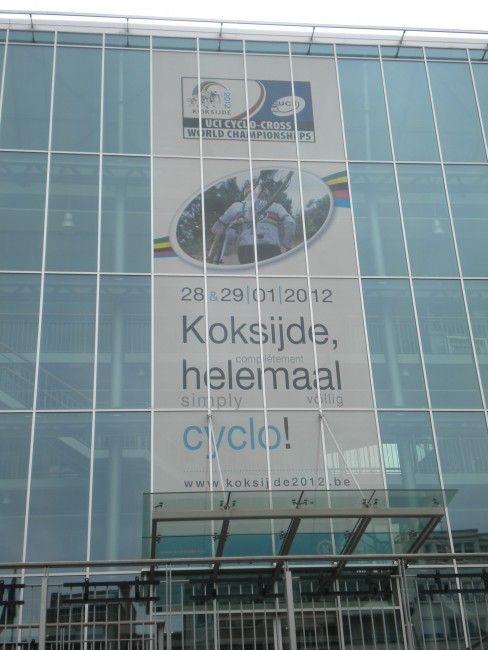 KOKSIJDE
2012
uci
UCI CYCLO-CROSS
WORLD CHAMPIONSHIPS
28 & 29|01|2012
Koksijde,
complètement
helemaal
simply völlig
cyclo!
www.koksijde2012.be